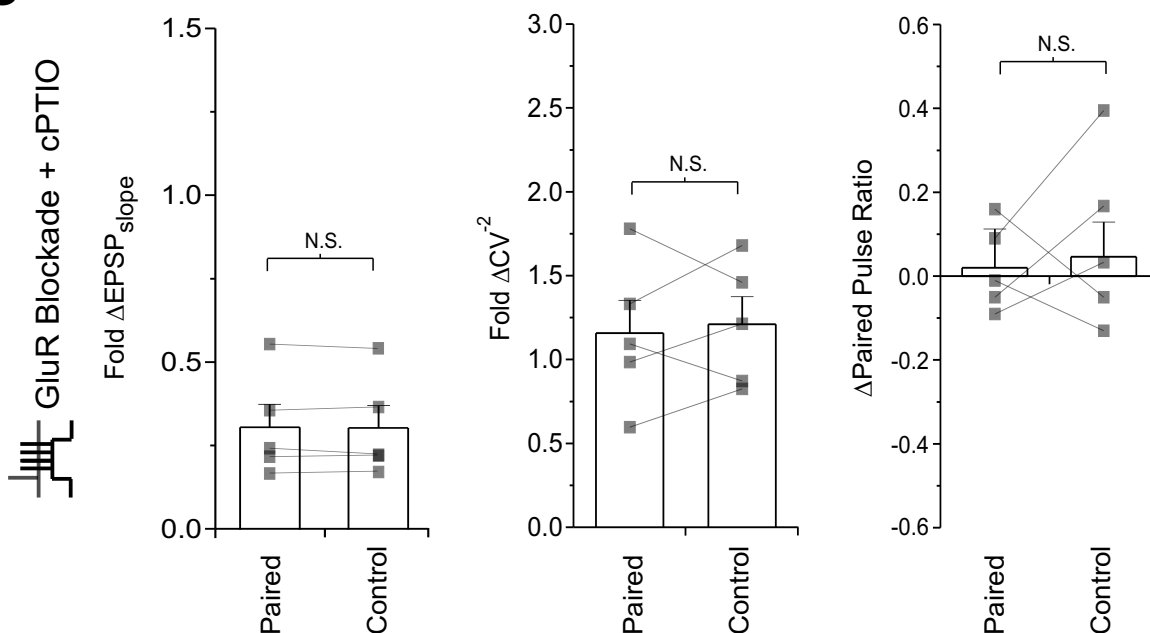 GluR Blockade + cPTIO
Fold ΔEPSPslope
1.5
1.0
0.5
0.0
N.S.
Paired
Control
Fold ΔCV-2
3.0
2.5
2.0
1.5
1.0
0.5
0.0
N.S.
Paired
Control
ΔPaired Pulse Ratio
0.6
0.4
0.2
0.0
-0.2
-0.4
-0.6
N.S.
Paired
Control